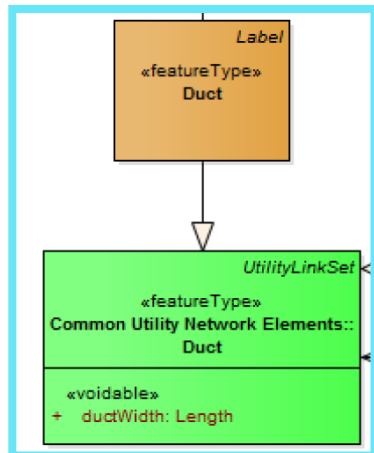 Label
«featureType»
Duct
UtilityLinkSet
«featureType»
Common Utility Network Elements::
Duct
«voidable»
+ ductWidth: Length